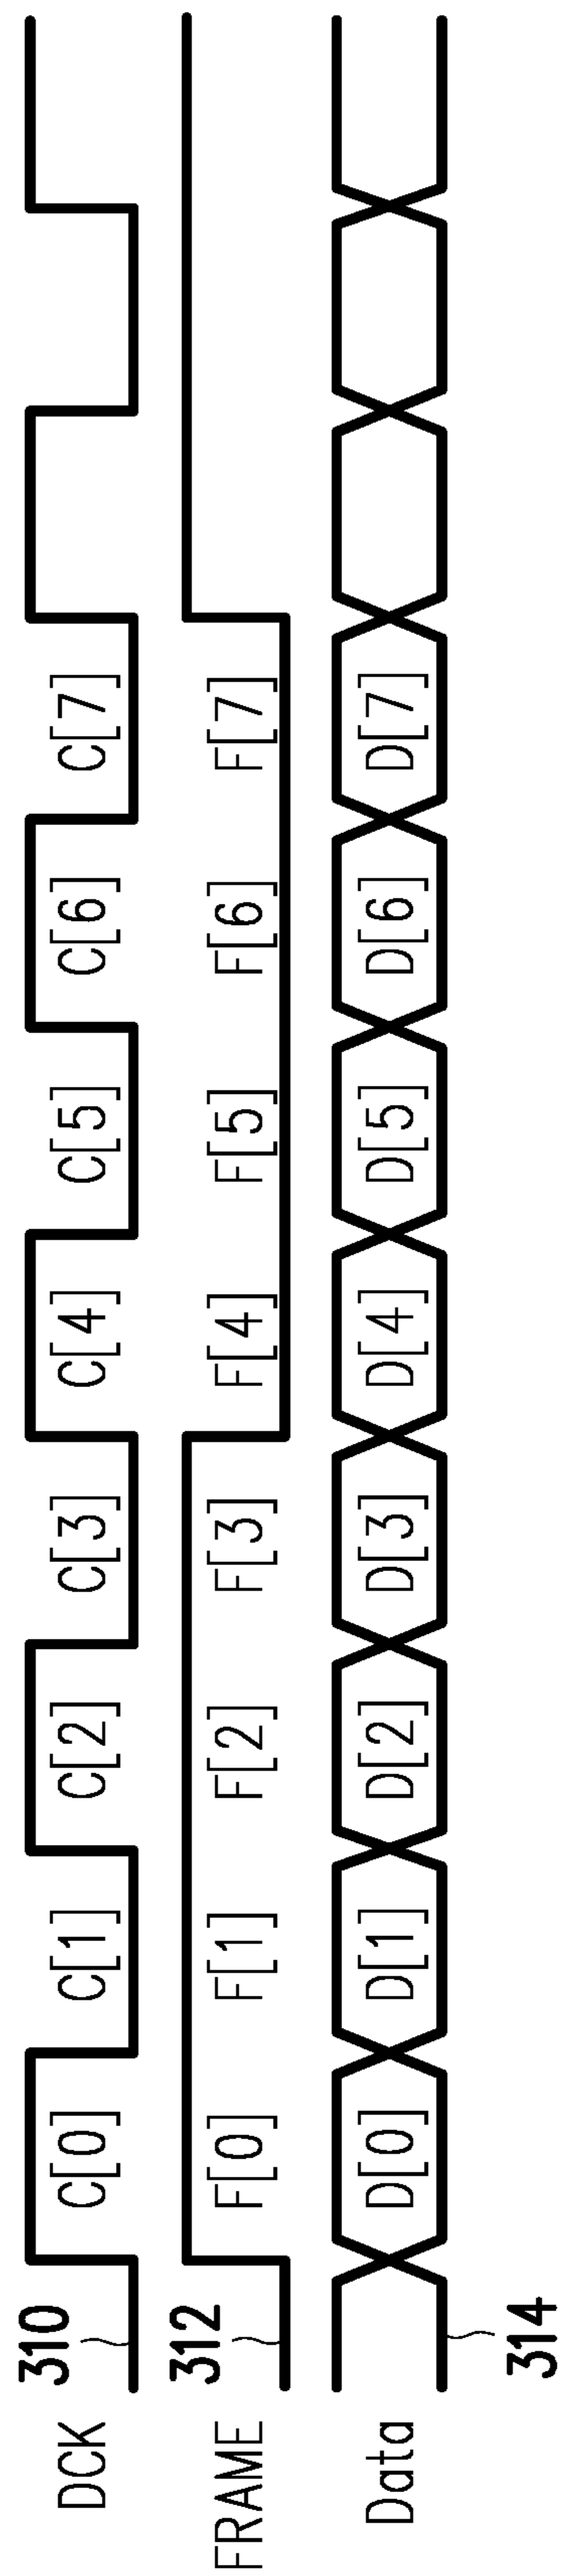 310
DCK C[0] C[1] C[2] C[3] C[4] C[5] C[6] C[7]
312
FRAME F[0] F[1] F[2] F[3] F[4] F[5] F[6] F[7]
Data D[0] D[1] D[2] D[3] D[4] D[5] D[6] D[7]
314